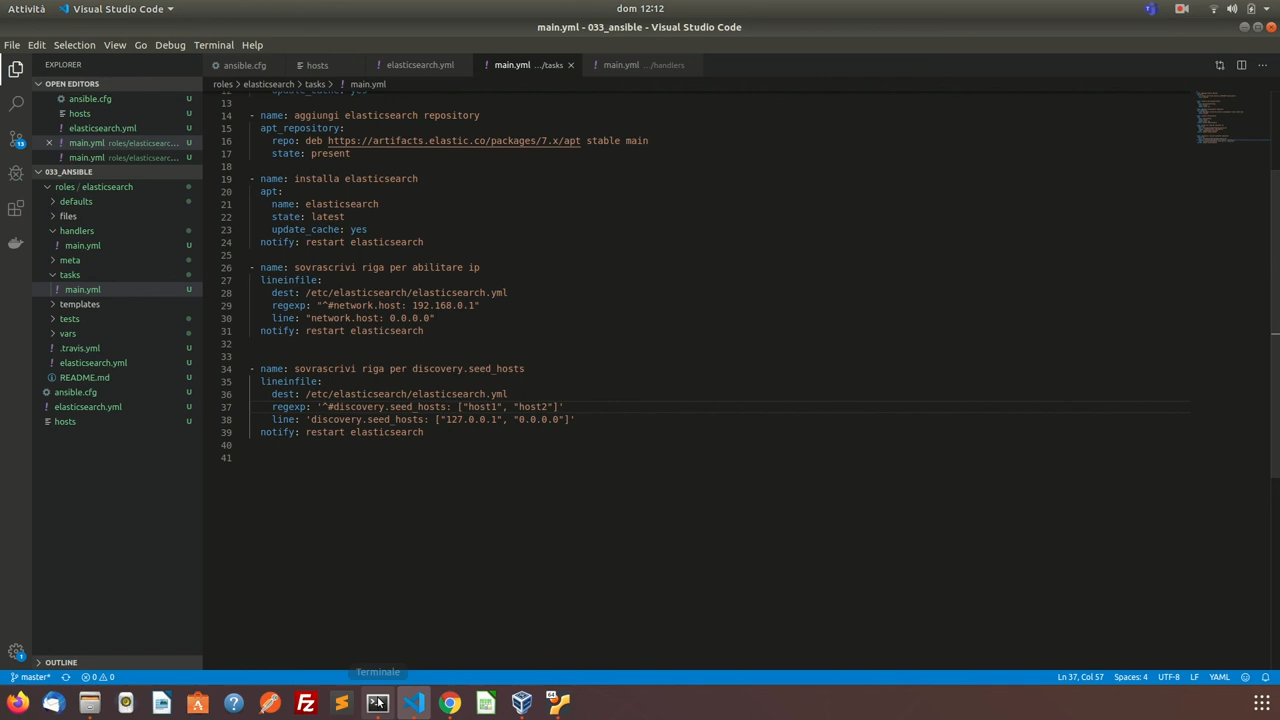 Attività
Visual Studio Code
dom 12:12
main.yml - 033_ansible - Visual Studio Code
File Edit Selection View Go Debug Terminal Help
EXPLORER
OPEN EDITORS
ansible.cfg
hosts
elasticsearch.yml
main.yml roles/elasticsearc...
main.yml roles/elasticsearc...
033_ANSIBLE
roles / elasticsearch
defaults
files
handlers
main.yml U
meta
tasks
main.yml U
templates
tests
vars
.travis.yml U
elasticsearch.yml U
README.md U
ansible.cfg U
elasticsearch.yml U
hosts U
OUTLINE
ansible.cfg hosts elasticsearch.yml main.yml .../tasks main.yml .../handlers
roles > elasticsearch > tasks > main.yml
12 update_cache: yes
13
14 - name: aggiungi elasticsearch repository
15 apt_repository:
16 repo: deb https://artifacts.elastic.co/packages/7.x/apt stable main
17 state: present
18
19 - name: installa elasticsearch
20 apt:
21 name: elasticsearch
22 state: latest
23 update_cache: yes
24 notify: restart elasticsearch
25
26 - name: sovrascrivi riga per abilitare ip
27 lineinfile:
28 dest: /etc/elasticsearch/elasticsearch.yml
29 regexp: "^#network.host: 192.168.0.1"
30 line: "network.host: 0.0.0.0"
31 notify: restart elasticsearch
32
33
34 - name: sovrascrivi riga per discovery.seed_hosts
35 lineinfile:
36 dest: /etc/elasticsearch/elasticsearch.yml
37 regexp: '^#discovery.seed_hosts: ["host1", "host2"]'
38 line: 'discovery.seed_hosts: ["127.0.0.1", "0.0.0.0"]'
39 notify: restart elasticsearch
40
41
Terminale
master* 0 0 Ln 37, Col 57 Spaces: 4 UTF-8 LF YAML